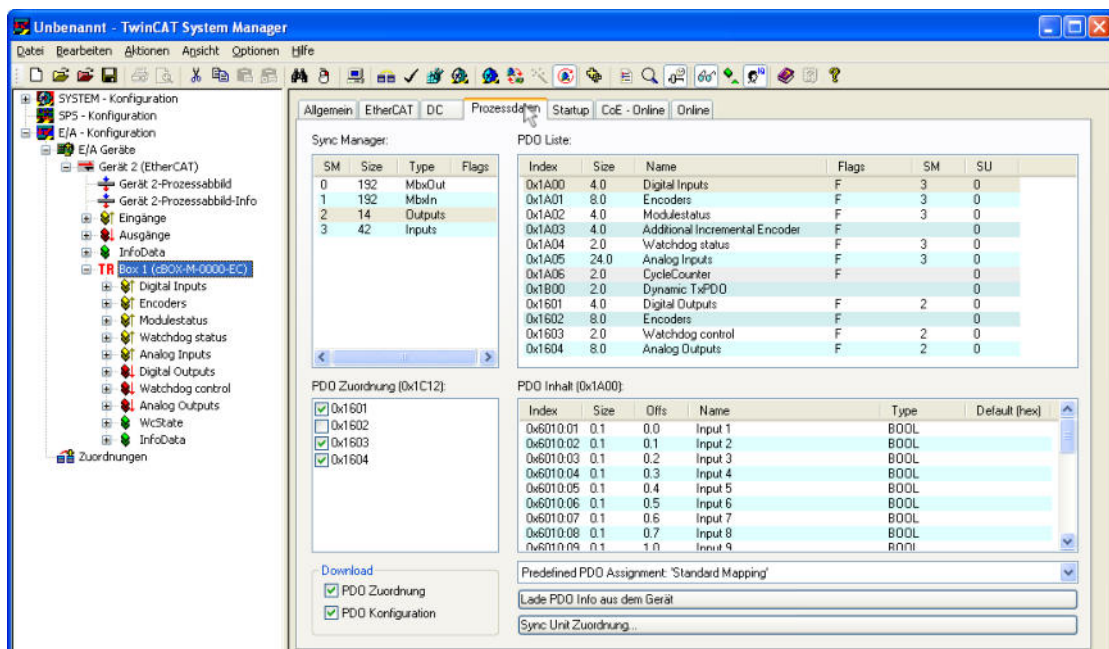 Unbenannt - TwinCAT System Manager
Datei Bearbeiten Aktionen Ansicht Optionen Hilfe
SYSTEM - Konfiguration
SPS - Konfiguration
E/A - Konfiguration
E/A Geräte
Gerät 2 (EtherCAT)
Gerät 2-Prozessabbild
Gerät 2-Prozessabbild-Info
Eingänge
Ausgänge
InfoData
TR Box 1 (cBOX-M-0000-EC)
Digital Inputs
Encoders
Modulestatus
Watchdog status
Analog Inputs
Digital Outputs
Watchdog control
Analog Outputs
WcState
InfoData
Zuordnungen
Allgemein EtherCAT DC Prozessdaten Startup CoE - Online Online
Sync Manager:
SM Size Type Flags
0 192 MbxOut
1 192 MbxIn
2 14 Outputs
3 42 Inputs
PDO Liste:
Index Size Name Flags SM SU
0x1A00 4.0 Digital Inputs F 3 0
0x1A01 8.0 Encoders F 3 0
0x1A02 4.0 Modulestatus F 3 0
0x1A03 4.0 Additional Incremental Encoder F 0
0x1A04 2.0 Watchdog status F 3 0
0x1A05 24.0 Analog Inputs F 3 0
0x1A06 2.0 CycleCounter F 0
0x1B00 2.0 Dynamic TxPDO 0
0x1601 4.0 Digital Outputs F 2 0
0x1602 8.0 Encoders F 0
0x1603 2.0 Watchdog control F 2 0
0x1604 8.0 Analog Outputs F 2 0
PDO Zuordnung (0x1C12):
0x1601
0x1602
0x1603
0x1604
PDO Inhalt (0x1A00):
Index Size Offs Name Type Default (hex)
0x6010:01 0.1 0.0 Input 1 BOOL
0x6010:02 0.1 0.1 Input 2 BOOL
0x6010:03 0.1 0.2 Input 3 BOOL
0x6010:04 0.1 0.3 Input 4 BOOL
0x6010:05 0.1 0.4 Input 5 BOOL
0x6010:06 0.1 0.5 Input 6 BOOL
0x6010:07 0.1 0.6 Input 7 BOOL
0x6010:08 0.1 0.7 Input 8 BOOL
0x6010:09 0.1 1.0 Input 9 BOOL
Download
PDO Zuordnung
PDO Konfiguration
Predefined PDO Assignment: 'Standard Mapping'
Lade PDO Info aus dem Gerät
Sync Unit Zuordnung...